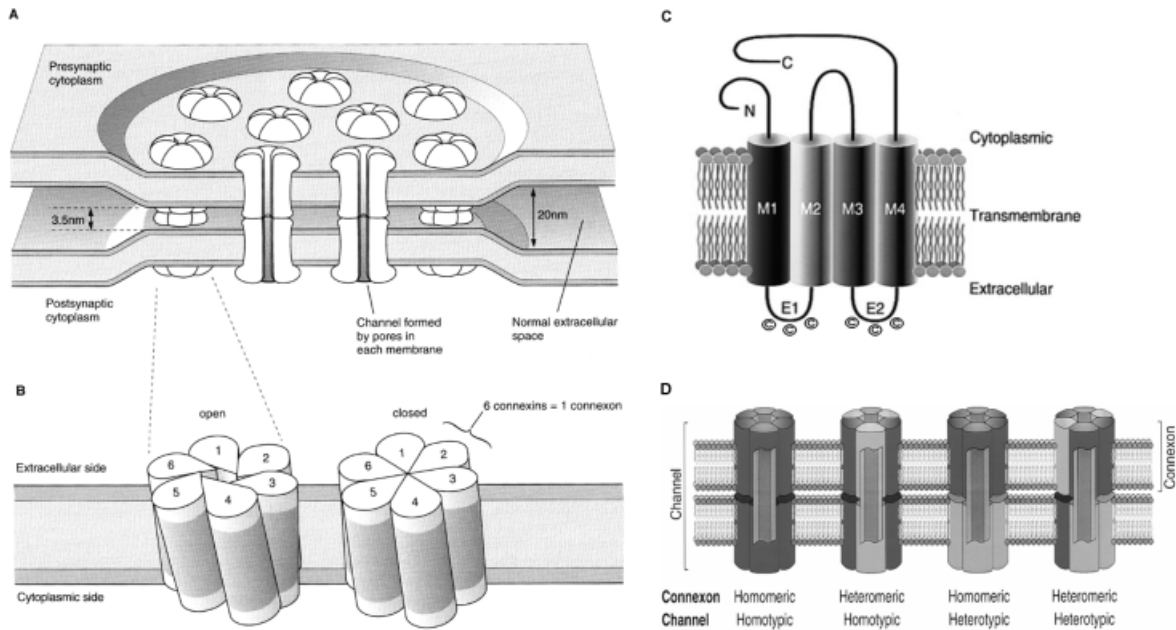 A
Presynaptic
cytoplasm
3.5nm
20nm
Postsynaptic
cytoplasm
Channel formed
by pores in
each membrane
Normal extracellular
space
B
open
closed
6 connexins = 1 connexon
Extracellular side
1
2
3
4
5
6
1
2
3
4
5
6
Cytoplasmic side
C
C
N
Cytoplasmic
M1 M2 M3 M4
Transmembrane
Extracellular
E1 E2
C C C C C C
D
Channel
Connexon
Connexon Homomeric Heteromeric Homomeric Heteromeric
Channel Homotypic Homotypic Heterotypic Heterotypic